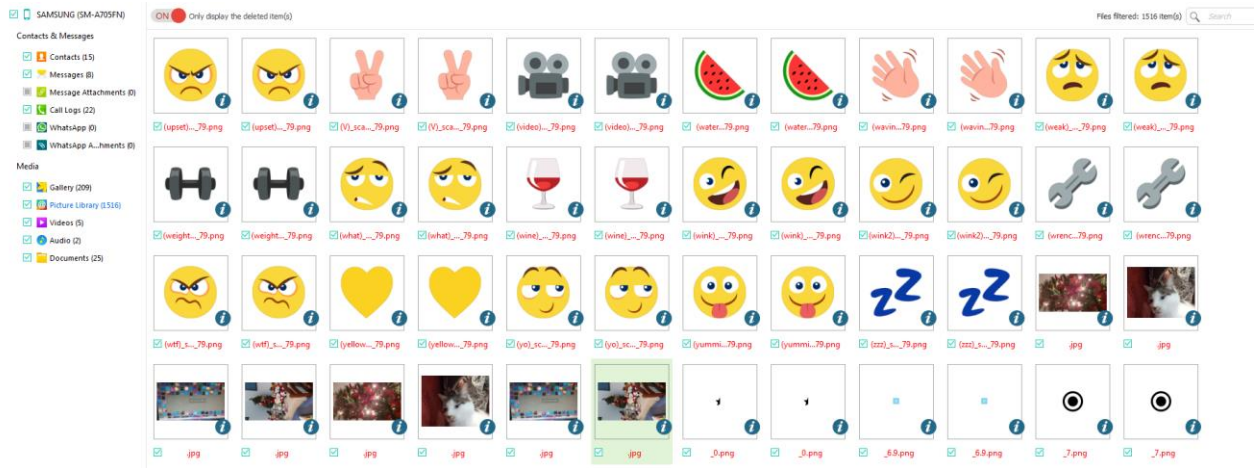 SAMSUNG (SM-A705FN)
ON Only display the deleted item(s)
Files filtered: 1516 item(s)
Search
Contacts & Messages
Contacts (15)
Messages (8)
Message Attachments (0)
Call Logs (22)
WhatsApp (0)
WhatsApp A...hments (0)
Media
Gallery (209)
Picture Library (1516)
Videos (5)
Audio (2)
Documents (25)
(upset)..._79.png (upset)..._79.png (V)_sca..._79.png (V)_sca..._79.png (video)..._79.png (video)..._79.png (water...79.png (water...79.png (wavin...79.png (wavin...79.png (weak)_..._79.png (weak)_..._79.png
(weight..._79.png (weight..._79.png (what)_..._79.png (what)_..._79.png (wine)_..._79.png (wine)_..._79.png (wink)_..._79.png (wink)_..._79.png (wink2)..._79.png (wink2)..._79.png (wrenc...79.png (wrenc...79.png
(wtf)_s..._79.png (wtf)_s..._79.png (yellow..._79.png (yellow..._79.png (yo)_sc..._79.png (yo)_sc..._79.png (yummi...79.png (yummi...79.png (zzz)_s..._79.png (zzz)_s..._79.png .jpg .jpg
.jpg .jpg .jpg .jpg .jpg .jpg _0.png _0.png _6.9.png _6.9.png _7.png _7.png